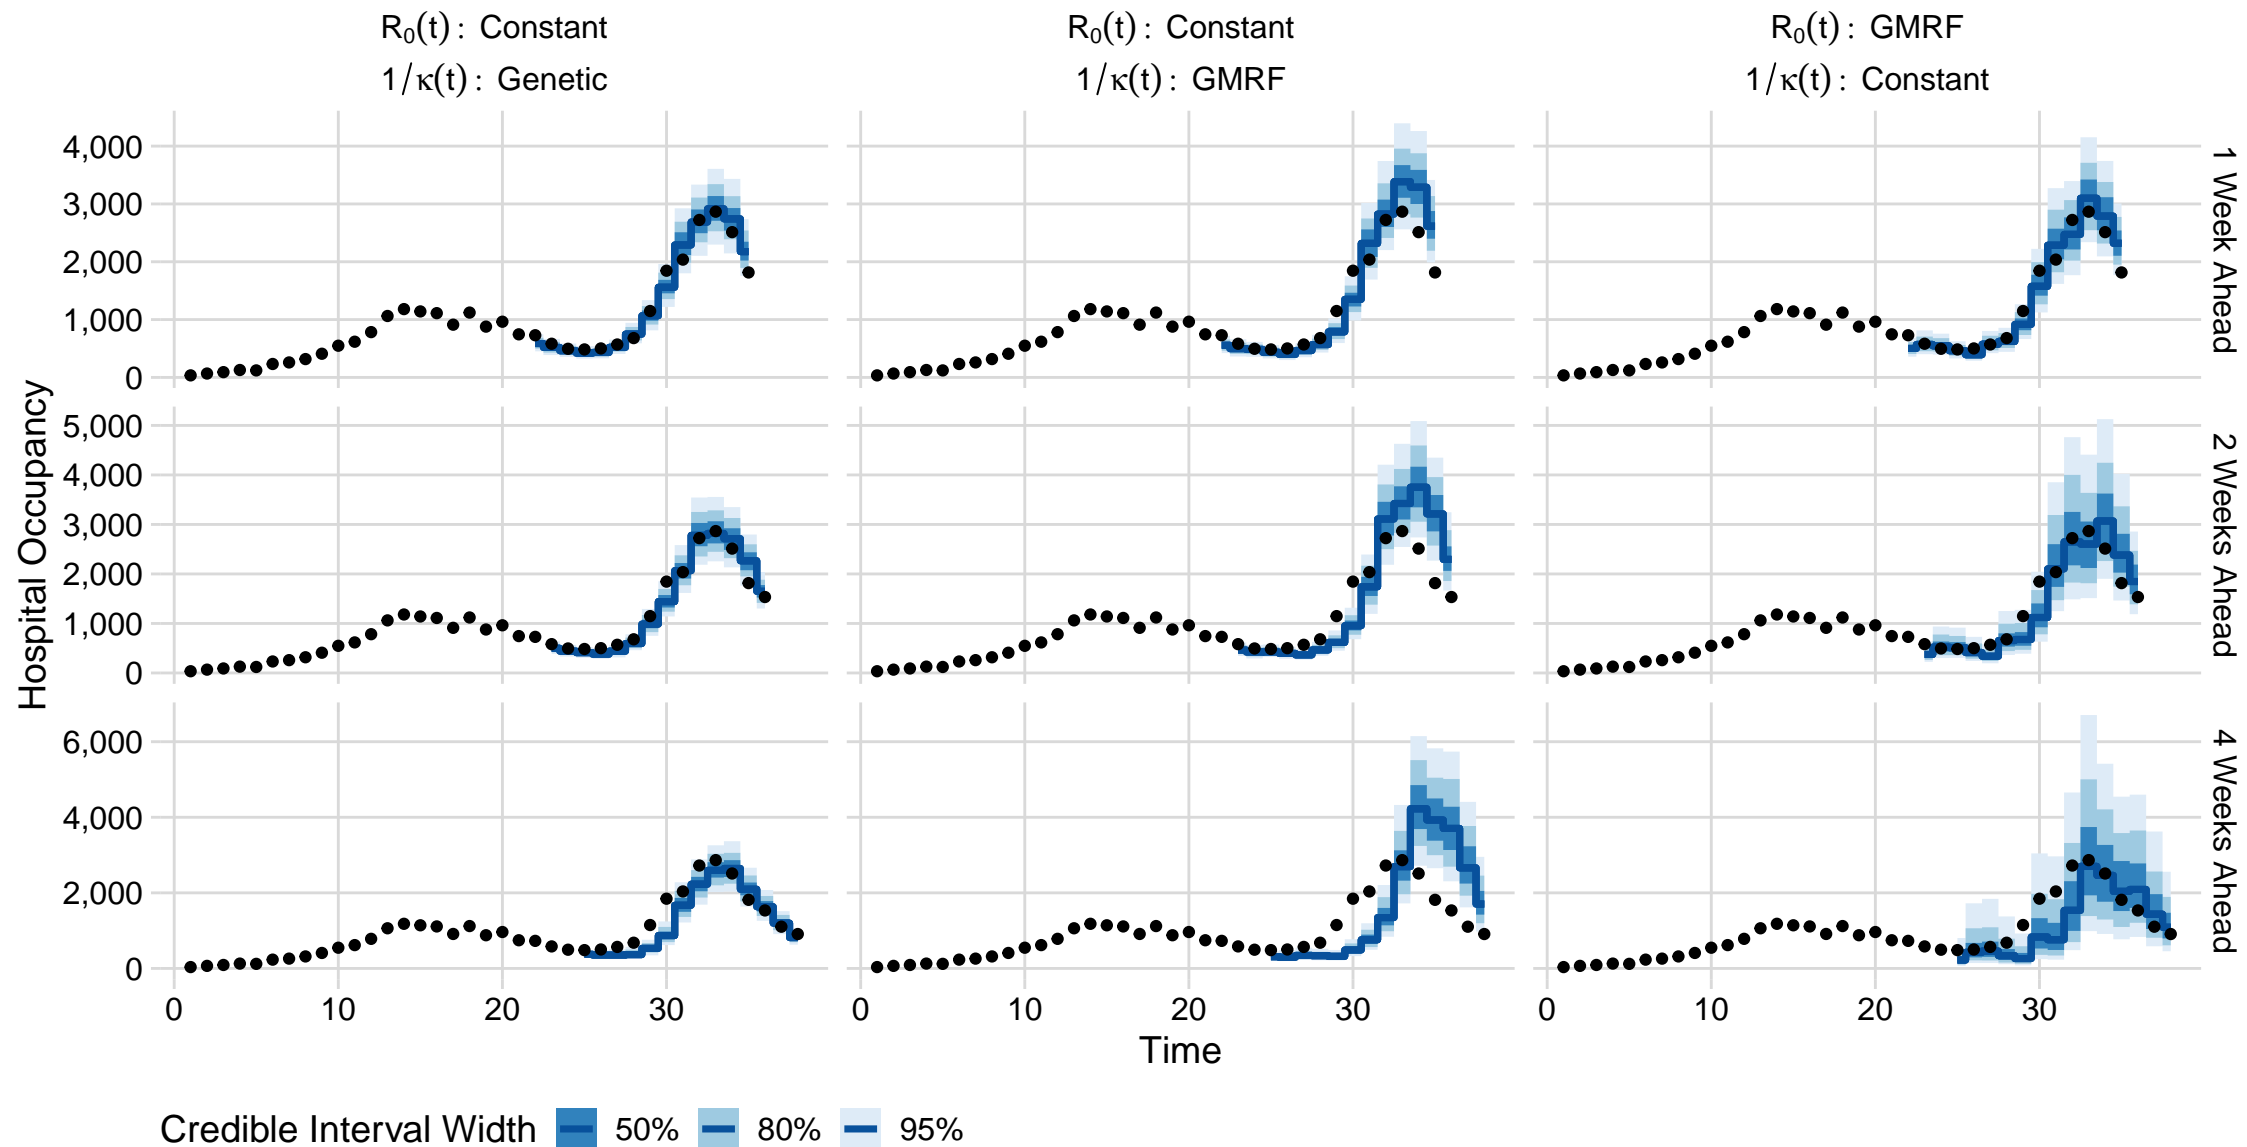 R₀(t) : Constant
1/κ(t) : Genetic
R₀(t) : Constant
1/κ(t) : GMRF
R₀(t) : GMRF
1/κ(t) : Constant
Hospital Occupancy
4,000
3,000
2,000
1,000
0
1 Week Ahead
5,000
4,000
3,000
2,000
1,000
0
2 Weeks Ahead
6,000
4,000
2,000
0
4 Weeks Ahead
0 10 20 30
0 10 20 30
0 10 20 30
Time
Credible Interval Width 50% 80% 95%